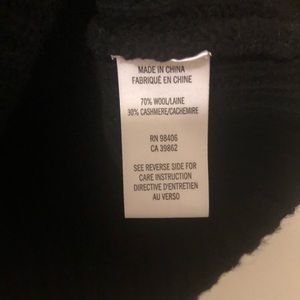 MADE IN CHINA
FABRIQUÉ EN CHINE
70% WOOL/LAINE
30% CASHMERE/CACHEMIRE
RN 98406
CA 39862
SEE REVERSE SIDE FOR
CARE INSTRUCTION
DIRECTIVE D'ENTRETIEN
AU VERSO